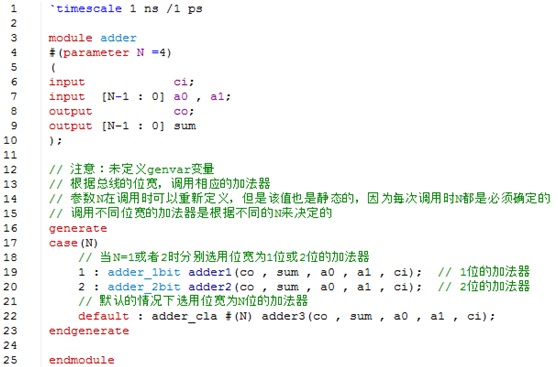 1 `timescale 1 ns /1 ps
2
3 module adder
4 #(parameter N =4)
5 (
6 input ci;
7 input [N-1 : 0] a0 , a1;
8 output co;
9 output [N-1 : 0] sum
10 );
11
12 // 注意：未定义genvar变量
13 // 根据总线的位宽，调用相应的加法器
14 // 参数N在调用时可以重新定义，但是该值也是静态的，因为每次调用时N都是必须确定的
15 // 调用不同位宽的加法器是根据不同的N来决定的
16 generate
17 case(N)
18 // 当N=1或者2时分别选用位宽为1位或2位的加法器
19 1 : adder_1bit adder1(co , sum , a0 , a1 , ci); // 1位的加法器
20 2 : adder_2bit adder2(co , sum , a0 , a1 , ci); // 2位的加法器
21 // 默认的情况下选用位宽为N位的加法器
22 default : adder_cla #(N) adder3(co , sum , a0 , a1 , ci);
23 endgenerate
24
25 endmodule